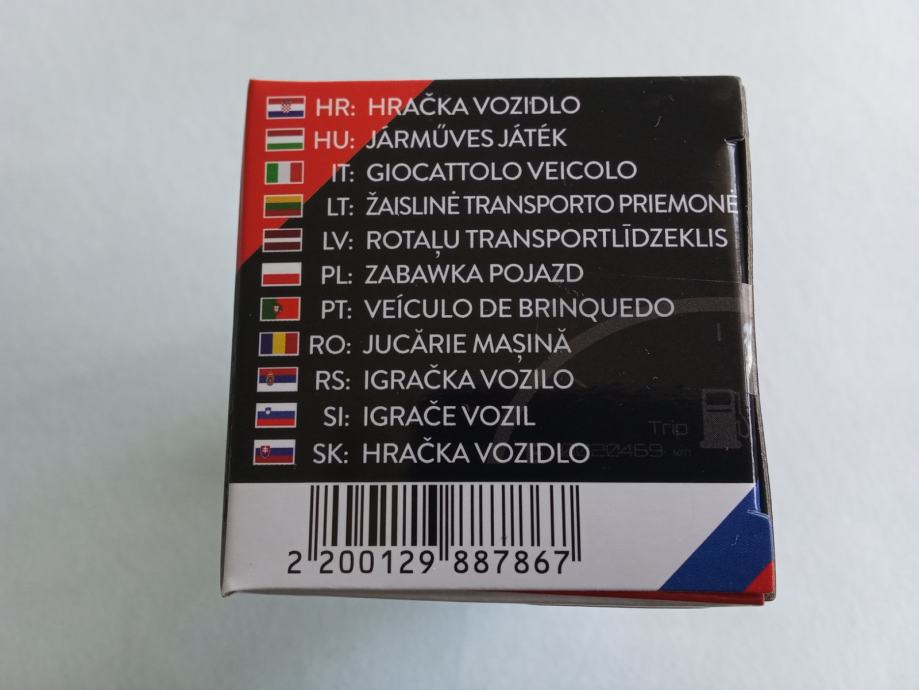 HR: HRAČKA VOZIDLO
HU: JÁRMŰVES JÁTÉK
IT: GIOCATTOLO VEICOLO
LT: ŽAISLINĖ TRANSPORTO PRIEMONĖ
LV: ROTAĻU TRANSPORTLĪDZEKLIS
PL: ZABAWKA POJAZD
PT: VEÍCULO DE BRINQUEDO
RO: JUCĂRIE MAȘINĂ
RS: IGRAČKA VOZILO
SI: IGRAČE VOZIL
Trip
SK: HRAČKA VOZIDLO
km
2 200129 887867